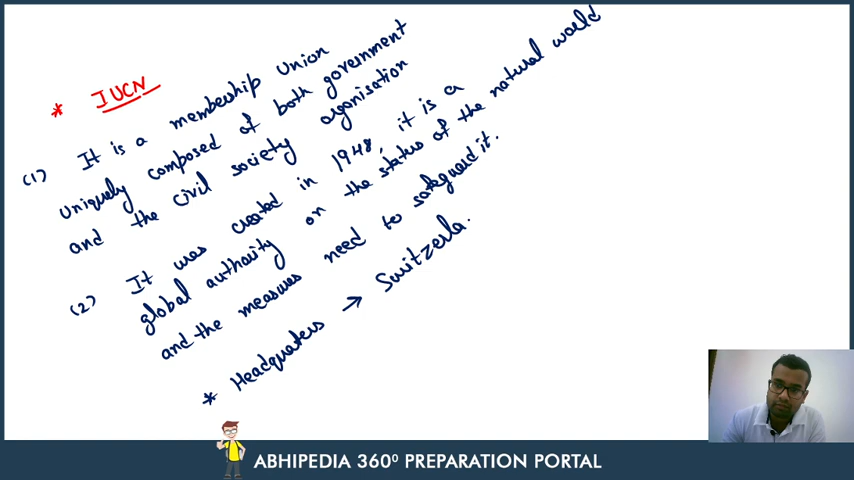 * IUCN
(1) It is a membership Union
uniquely composed of both government
and the civil society organisation
(2) It was created in 1948, it is a
global authority on the status of the natural world
and the measures need to safeguard it.
* Headquaters → Switzerla.
ABHIPEDIA 360⁰ PREPARATION PORTAL